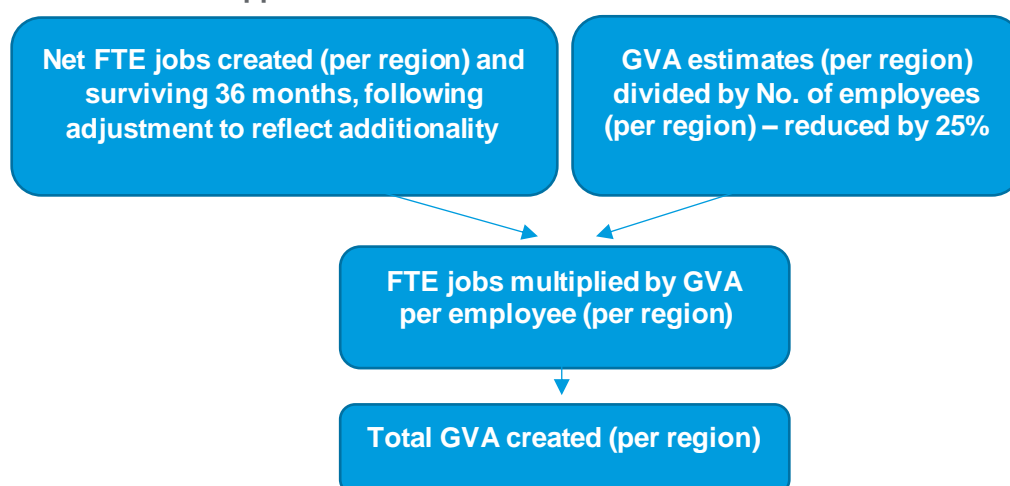 Net FTE jobs created (per region) and
surviving 36 months, following
adjustment to reflect additionality
GVA estimates (per region)
divided by No. of employees
(per region) – reduced by 25%
FTE jobs multiplied by GVA
per employee (per region)
Total GVA created (per region)